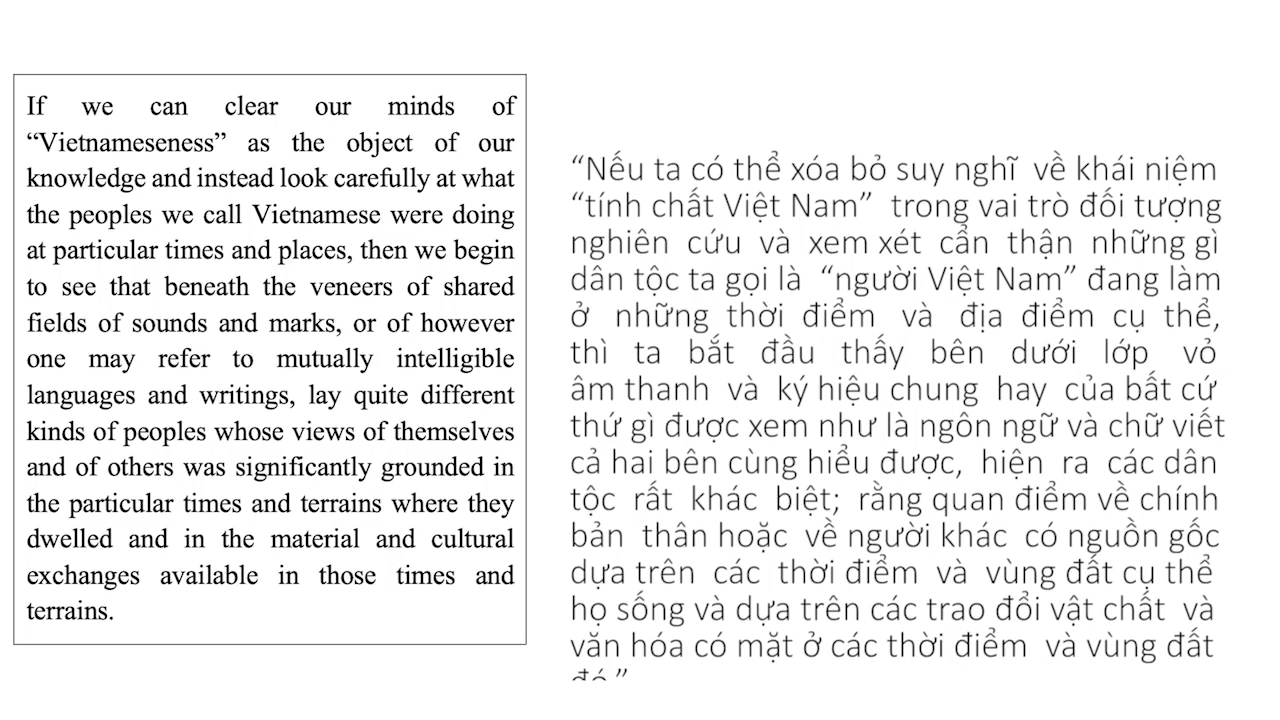 If we can clear our minds of
“Vietnameseness” as the object of our
knowledge and instead look carefully at what
the peoples we call Vietnamese were doing
at particular times and places, then we begin
to see that beneath the veneers of shared
fields of sounds and marks, or of however
one may refer to mutually intelligible
languages and writings, lay quite different
kinds of peoples whose views of themselves
and of others was significantly grounded in
the particular times and terrains where they
dwelled and in the material and cultural
exchanges available in those times and
terrains.
“Nếu ta có thể xóa bỏ suy nghĩ về khái niệm
“tính chất Việt Nam” trong vai trò đối tượng
nghiên cứu và xem xét cẩn thận những gì
dân tộc ta gọi là “người Việt Nam” đang làm
ở những thời điểm và địa điểm cụ thể,
thì ta bắt đầu thấy bên dưới lớp vỏ
âm thanh và ký hiệu chung hay của bất cứ
thứ gì được xem như là ngôn ngữ và chữ viết
cả hai bên cùng hiểu được, hiện ra các dân
tộc rất khác biệt; rằng quan điểm về chính
bản thân hoặc về người khác có nguồn gốc
dựa trên các thời điểm và vùng đất cụ thể
họ sống và dựa trên các trao đổi vật chất và
văn hóa có mặt ở các thời điểm và vùng đất
đó.”